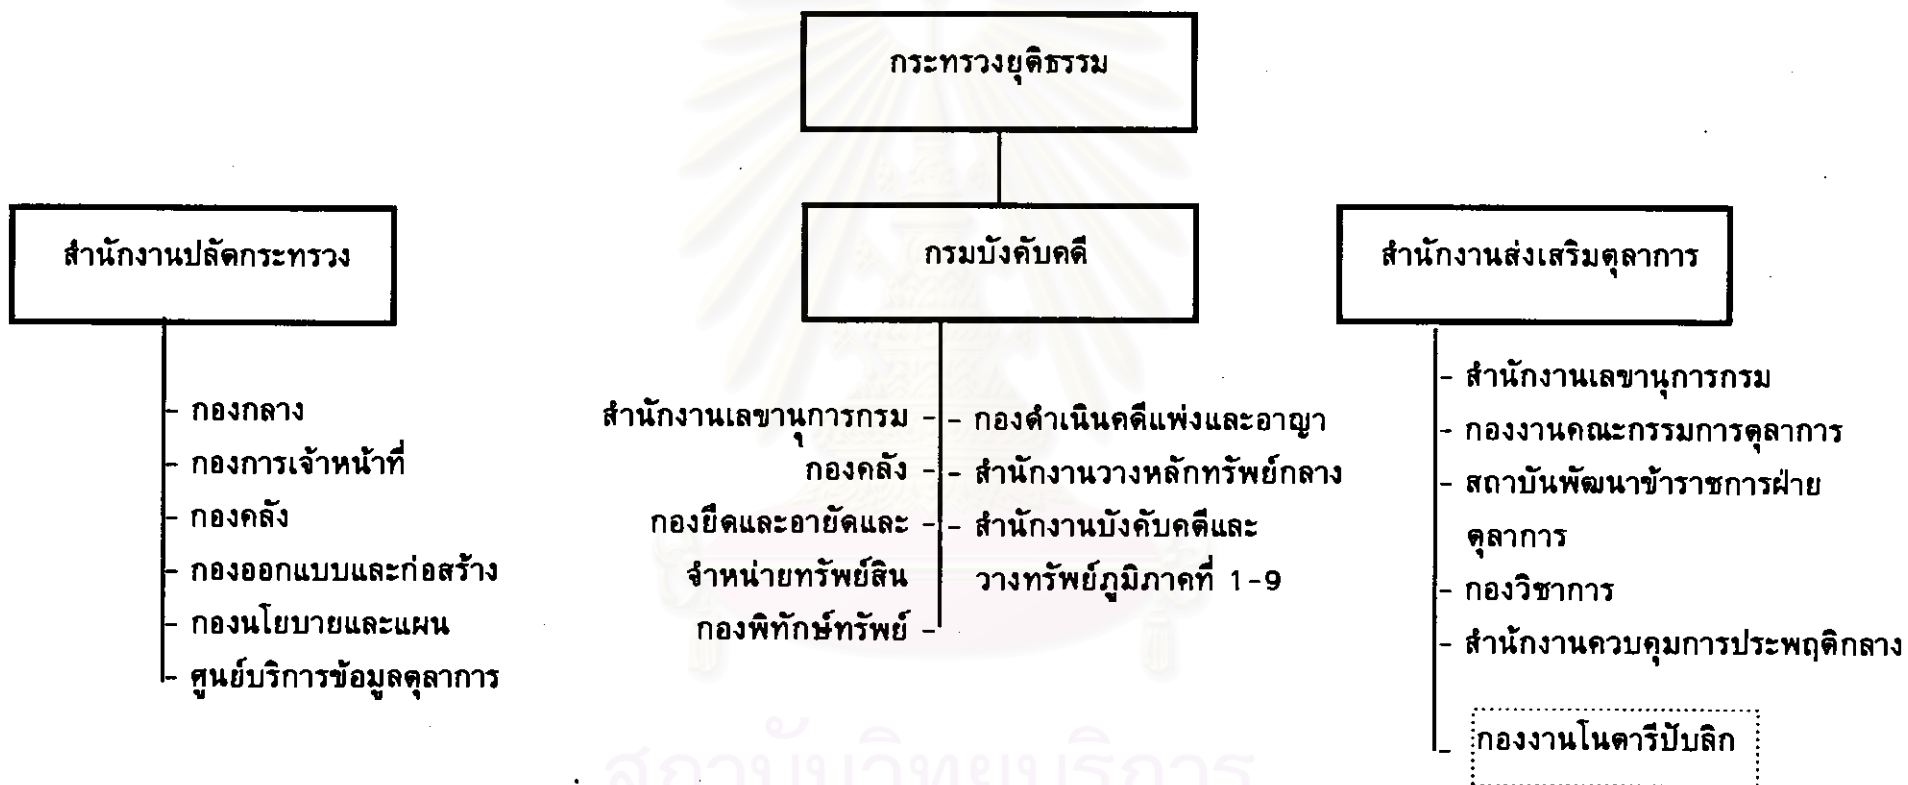 กระทรวงยุติธรรม
สำนักงานปลัดกระทรวง
- กองกลาง
- กองการเจ้าหน้าที่
- กองคลัง
- กองออกแบบและก่อสร้าง
- กองนโยบายและแผน
- ศูนย์บริการข้อมูลตุลาการ
กรมบังคับคดี
สำนักงานเลขานุการกรม -
กองคลัง -
กองยึดและอายัดและ -
จำหน่ายทรัพย์สิน
กองพิทักษ์ทรัพย์ -
- กองดำเนินคดีแพ่งและอาญา
- สำนักงานวางหลักทรัพย์กลาง
- สำนักงานบังคับคดีและ
วางทรัพย์ภูมิภาคที่ 1-9
สำนักงานส่งเสริมตุลาการ
- สำนักงานเลขานุการกรม
- กองงานคณะกรรมการตุลาการ
- สถาบันพัฒนาข้าราชการฝ่าย
ตุลาการ
- กองวิชาการ
- สำนักงานควบคุมการประพฤติกลาง
- กองงานโนตารีปับลิก
สถาบันวิทยบริการ